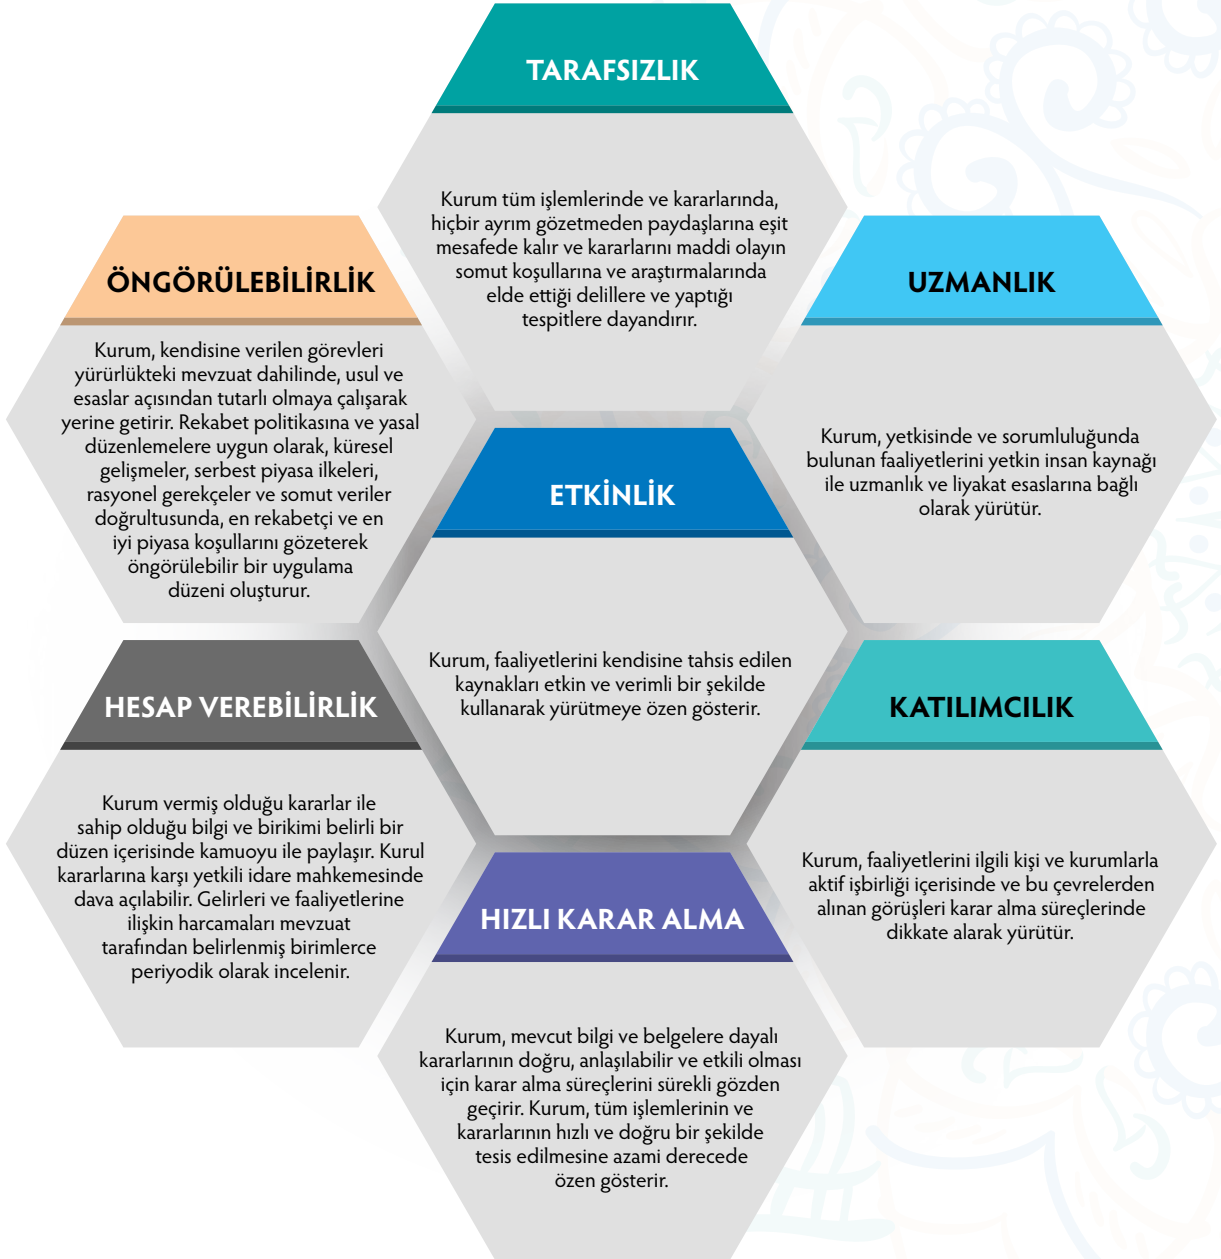 TARAFSIZLIK
Kurum tüm işlemlerinde ve kararlarında,
hiçbir ayrım gözetmeden paydaşlarına eşit
mesafede kalır ve kararlarını maddi olayın
somut koşullarına ve araştırmalarında
elde ettiği delillere ve yaptığı
tespitlere dayandırır.
ÖNGÖRÜLEBİLİRLİK
Kurum, kendisine verilen görevleri
yürürlükteki mevzuat dahilinde, usul ve
esaslar açısından tutarlı olmaya çalışarak
yerine getirir. Rekabet politikasına ve yasal
düzenlemelere uygun olarak, küresel
gelişmeler, serbest piyasa ilkeleri,
rasyonel gerekçeler ve somut veriler
doğrultusunda, en rekabetçi ve en
iyi piyasa koşullarını gözeterek
öngörülebilir bir uygulama
düzeni oluşturur.
UZMANLIK
Kurum, yetkisinde ve sorumluluğunda
bulunan faaliyetlerini yetkin insan kaynağı
ile uzmanlık ve liyakat esaslarına bağlı
olarak yürütür.
ETKİNLİK
Kurum, faaliyetlerini kendisine tahsis edilen
kaynakları etkin ve verimli bir şekilde
kullanarak yürütmeye özen gösterir.
HESAP VEREBİLİRLİK
Kurum vermiş olduğu kararlar ile
sahip olduğu bilgi ve birikimi belirli bir
düzen içerisinde kamuoyu ile paylaşır. Kurul
kararlarına karşı yetkili idare mahkemesinde
dava açılabilir. Gelirleri ve faaliyetlerine
ilişkin harcamaları mevzuat
tarafından belirlenmiş birimlerce
periyodik olarak incelenir.
KATILIMCILIK
Kurum, faaliyetlerini ilgili kişi ve kurumlarla
aktif işbirliği içerisinde ve bu çevrelerden
alınan görüşleri karar alma süreçlerinde
dikkate alarak yürütür.
HIZLI KARAR ALMA
Kurum, mevcut bilgi ve belgelere dayalı
kararlarının doğru, anlaşılabilir ve etkili olması
için karar alma süreçlerini sürekli gözden
geçirir. Kurum, tüm işlemlerinin ve
kararlarının hızlı ve doğru bir şekilde
tesis edilmesine azami derecede
özen gösterir.